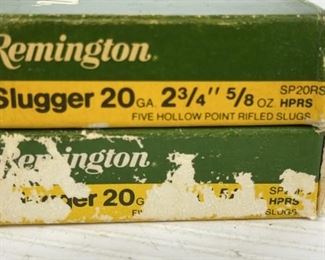 Remington
SP20RS
Slugger 20 GA. 2 3/4" 5/8 OZ. HPRS
FIVE HOLLOW POINT RIFLED SLUGS
Remington
20 HPRS
SLUGS